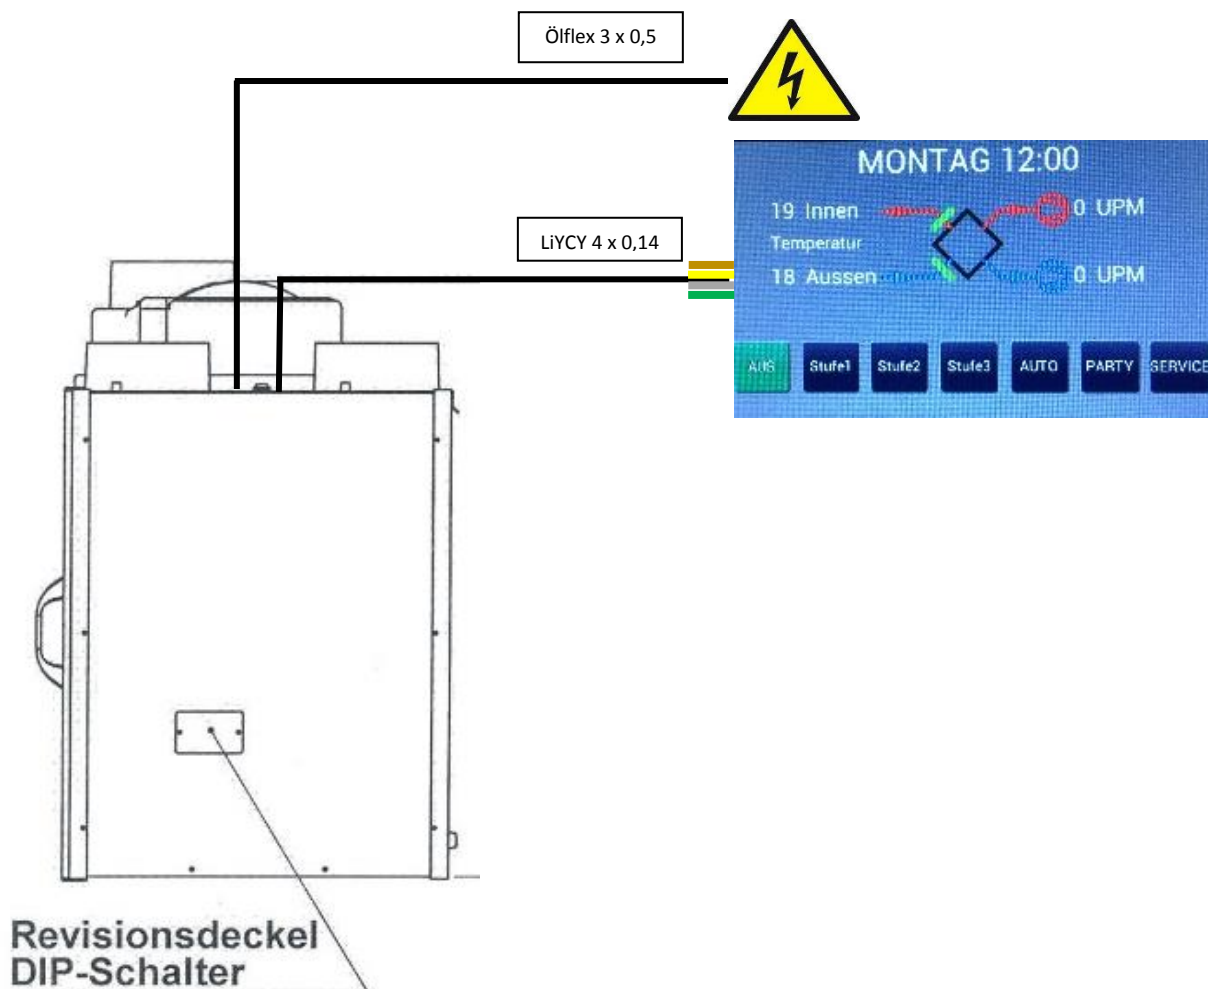 Ölflex 3 x 0,5
MONTAG 12:00
19 Innen
0 UPM
Temperatur
LiYCY 4 x 0,14
18 Aussen
0 UPM
AUS
Stufe1
Stufe2
Stufe3
AUTO
PARTY
SERVICE
Revisionsdeckel
DIP-Schalter